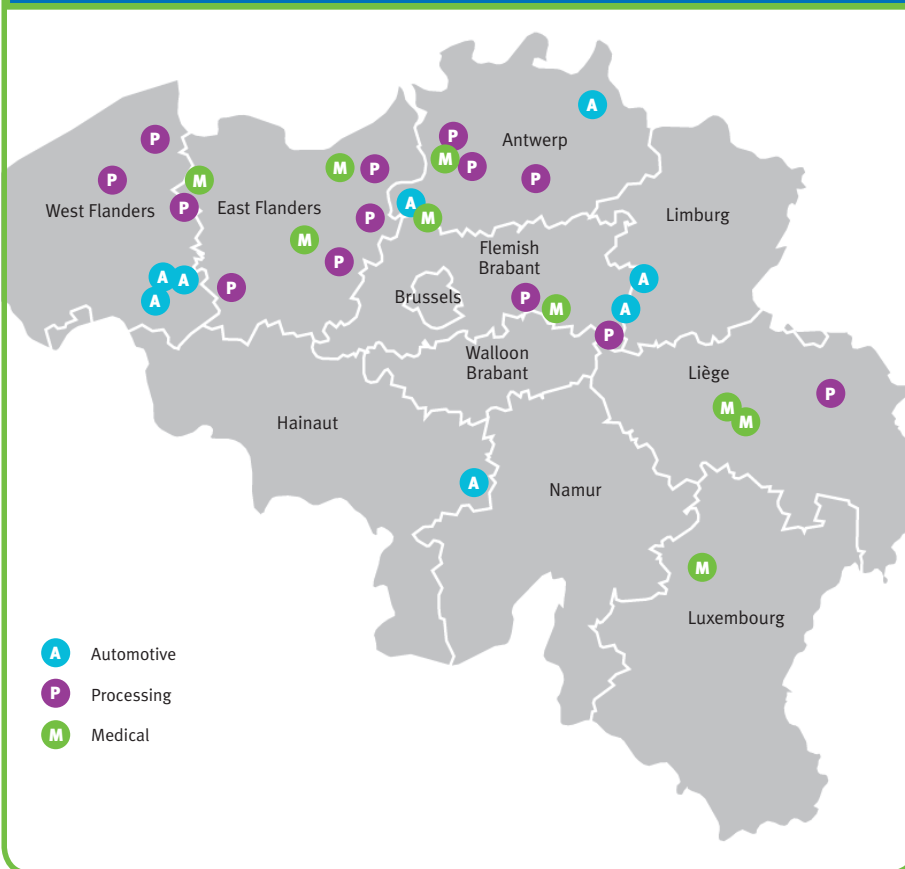 A
P
P
Antwerp
M
P
M
P
P
P
M
West Flanders
P
East Flanders
A
M
P
Limburg
M
Flemish
Brabant
P
A
A
A
P
Brussels
P
M
A
A
P
Walloon
Brabant
Liège
P
M
M
Hainaut
A
Namur
M
Luxembourg
A Automotive
P Processing
M Medical